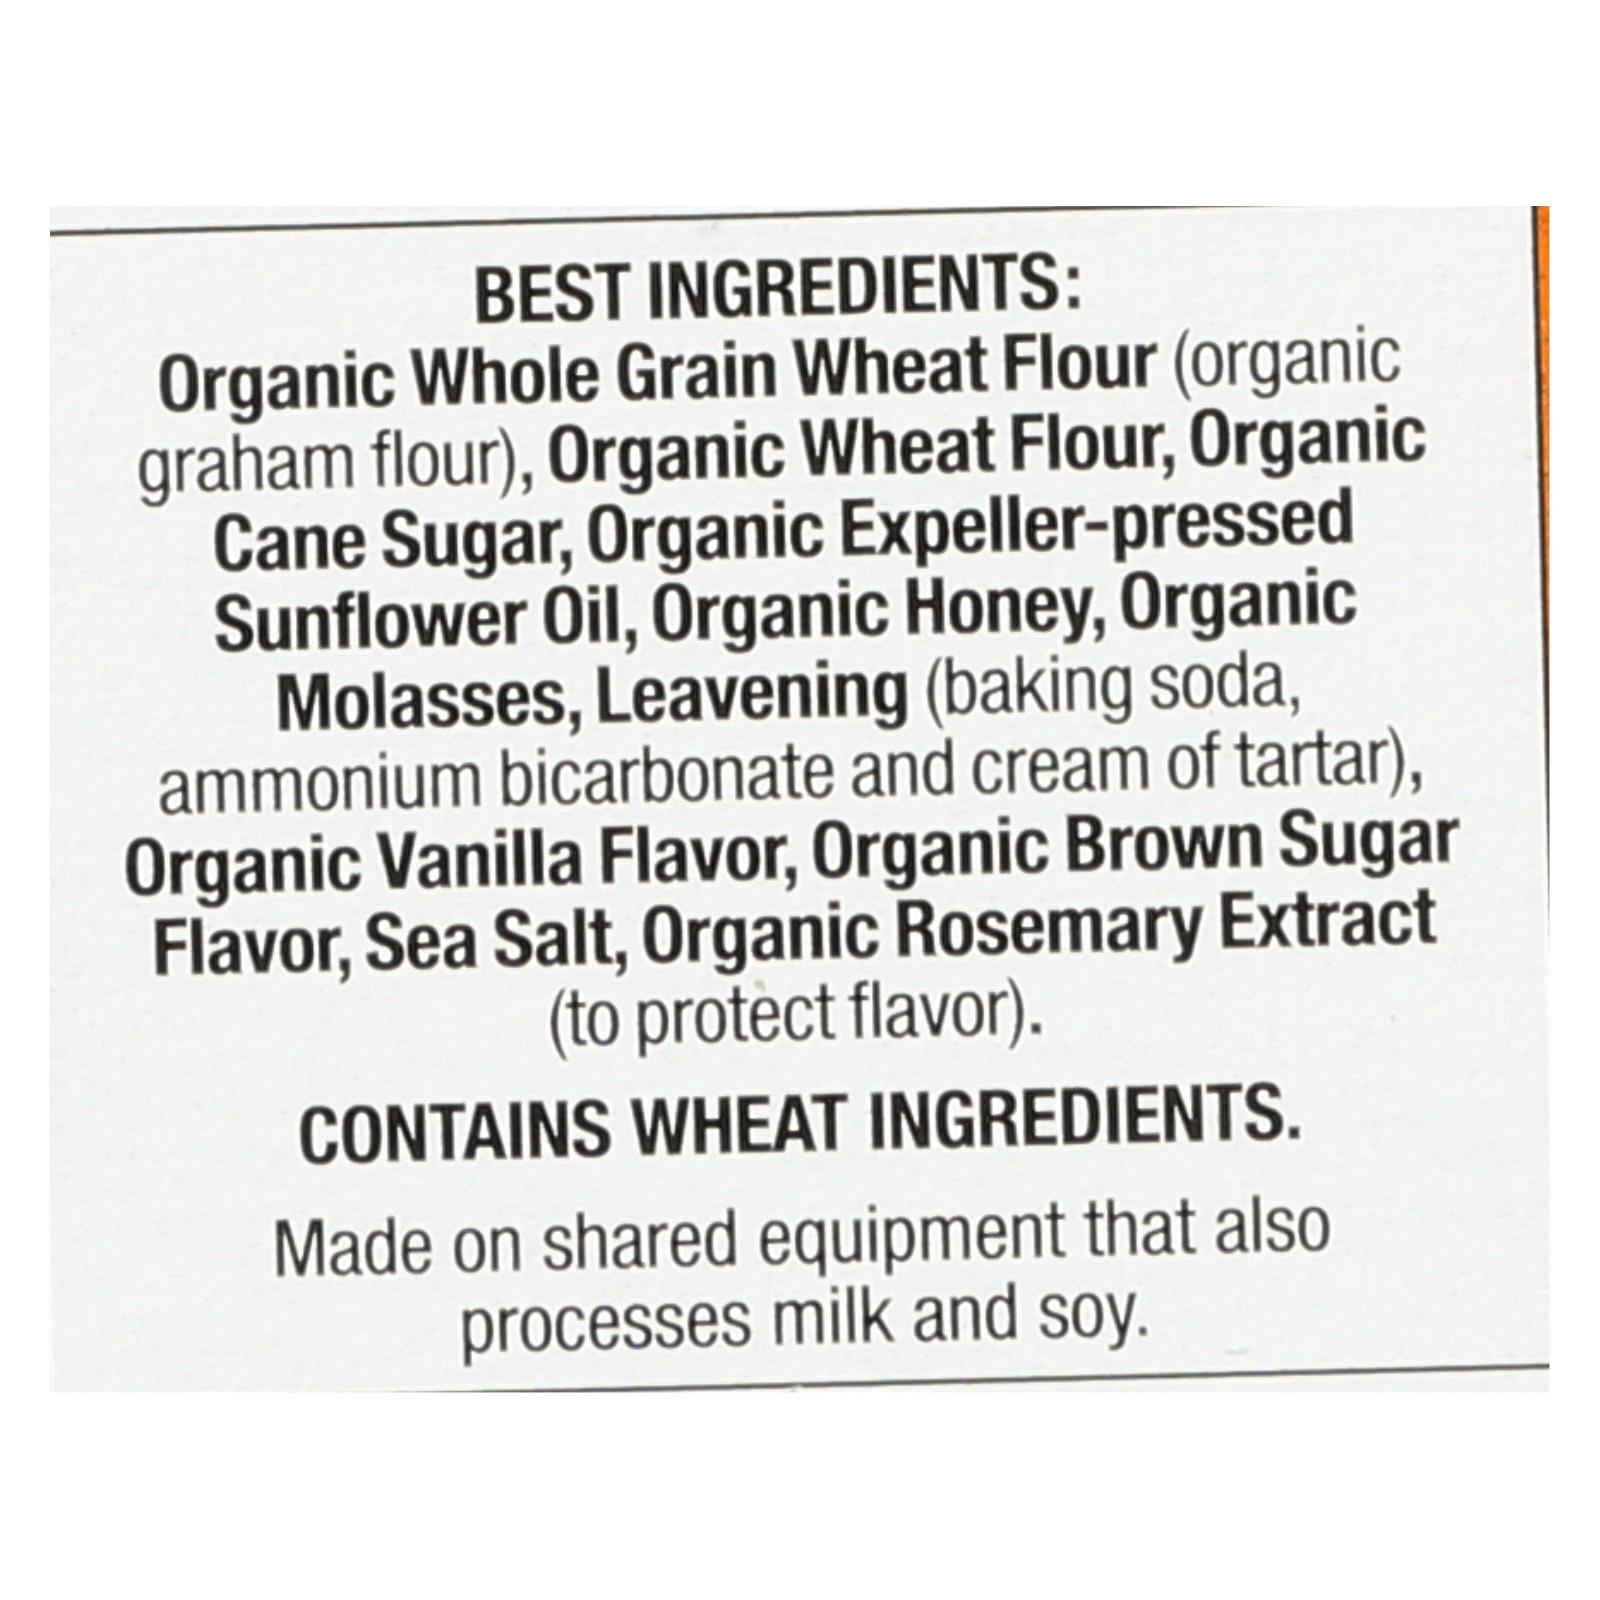 BEST INGREDIENTS:
Organic Whole Grain Wheat Flour (organic
graham flour), Organic Wheat Flour, Organic
Cane Sugar, Organic Expeller-pressed
Sunflower Oil, Organic Honey, Organic
Molasses, Leavening (baking soda,
ammonium bicarbonate and cream of tartar),
Organic Vanilla Flavor, Organic Brown Sugar
Flavor, Sea Salt, Organic Rosemary Extract
(to protect flavor).
CONTAINS WHEAT INGREDIENTS.
Made on shared equipment that also
processes milk and soy.